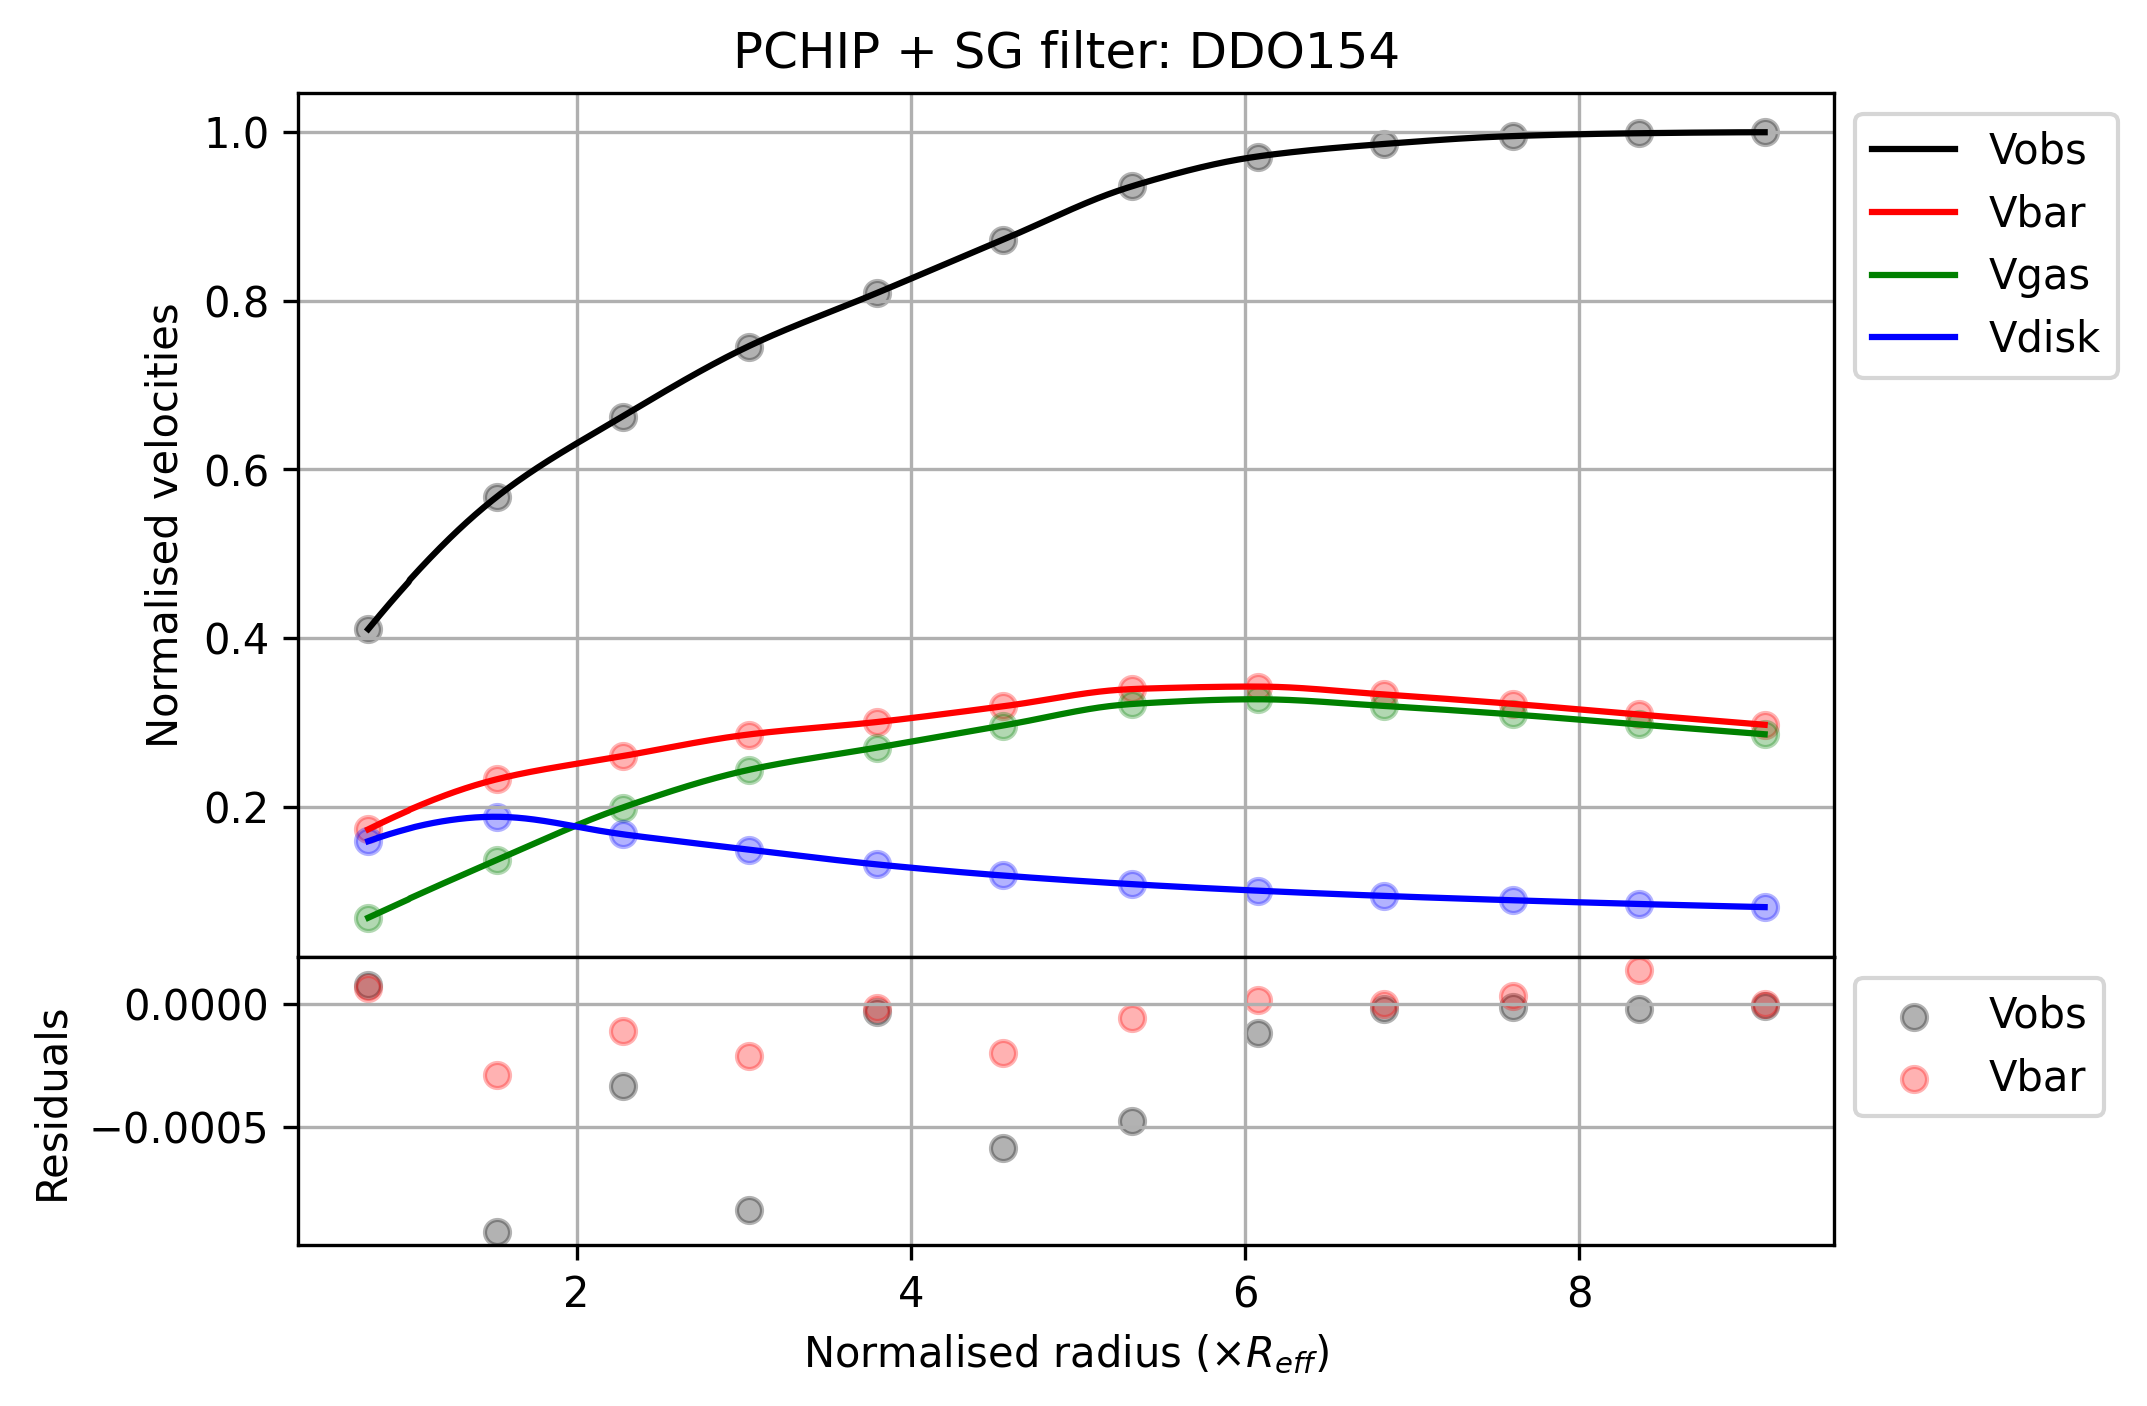 PCHIP + SG filter: DDO154
Normalised velocities
1.0
0.8
0.6
0.4
0.2
Vobs
Vbar
Vgas
Vdisk
Residuals
0.0000
−0.0005
Vobs
Vbar
2 4 6 8
Normalised radius (×R_eff)